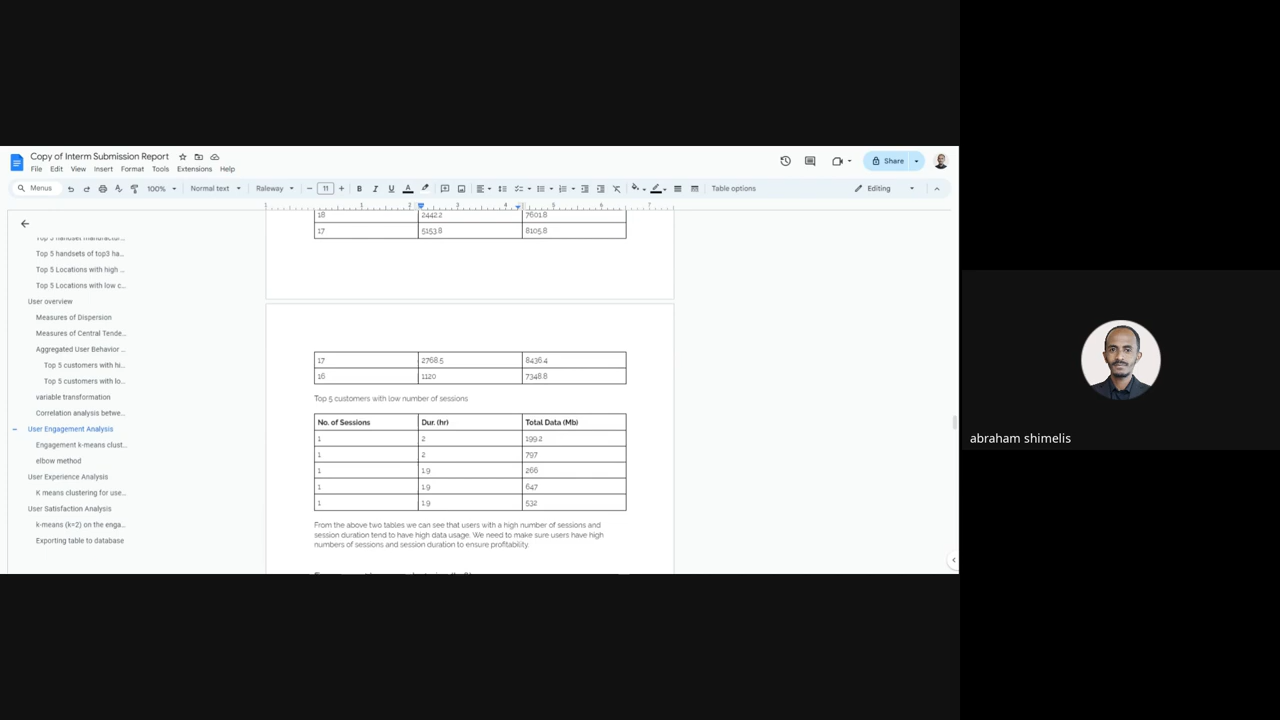 Copy of Interm Submission Report
File Edit View Insert Format Tools Extensions Help
Share
Menus 100% Normal text Raleway 11 Table options Editing
1 1 2 3 4 5 6 7
Top 5 handsets of top3 ha...
Top 5 Locations with high ...
Top 5 Locations with low c...
User overview
Measures of Dispersion
Measures of Central Tende...
Aggregated User Behavior ...
Top 5 customers with hi...
Top 5 customers with lo...
variable transformation
Correlation analysis betwe...
User Engagement Analysis
Engagement k-means clust...
elbow method
User Experience Analysis
K means clustering for use...
User Satisfaction Analysis
k-means (k=2) on the enga...
Exporting table to database
18 2442.2 7601.8
17 5153.8 8105.8
17 2768.5 8436.4
16 1120 7348.8
Top 5 customers with low number of sessions
No. of Sessions Dur. (hr) Total Data (Mb)
1 2 199.2
1 2 797
1 1.9 266
1 1.9 647
1 1.9 532
From the above two tables we can see that users with a high number of sessions and
session duration tend to have high data usage. We need to make sure users have high
numbers of sessions and session duration to ensure profitability.
abraham shimelis